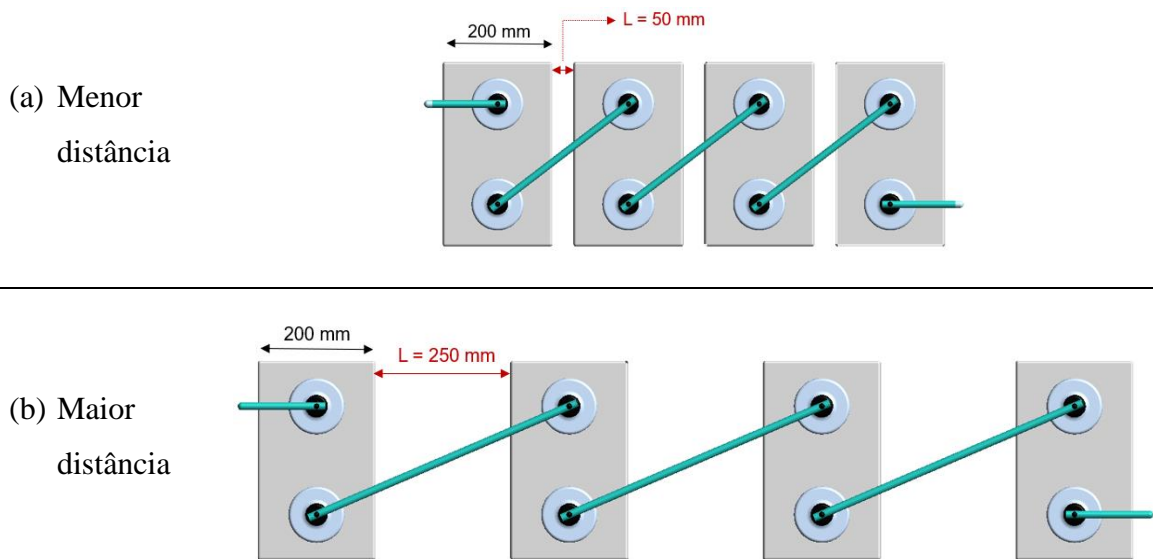 L = 50 mm
200 mm
(a) Menor
distância
200 mm
L = 250 mm
(b) Maior
distância